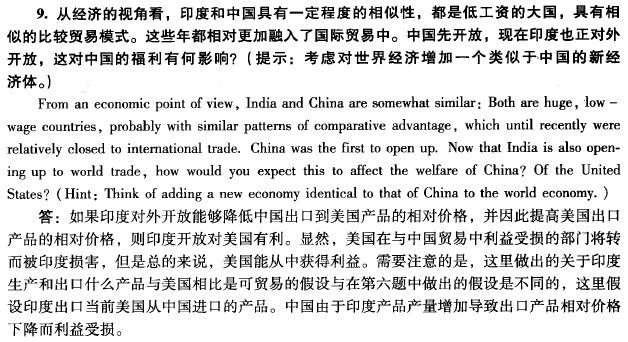 9. 从经济的视角看，印度和中国具有一定程度的相似性，都是低工资的大国，具有相
似的比较贸易模式。这些年都相对更加融入了国际贸易中。中国先开放，现在印度也正对外
开放，这对中国的福利有何影响？（提示：考虑对世界经济增加一个类似于中国的新经
济体。）
From an economic point of view, India and China are somewhat similar: Both are huge, low –
wage countries, probably with similar patterns of comparative advantage, which until recently were
relatively closed to international trade. China was the first to open up. Now that India is also open-
ing up to world trade, how would you expect this to affect the welfare of China? Of the United
States? (Hint: Think of adding a new economy identical to that of China to the world economy.)
答：如果印度对外开放能够降低中国出口到美国产品的相对价格，并因此提高美国出口
产品的相对价格，则印度开放对美国有利。显然，美国在与中国贸易中利益受损的部门将转
而被印度损害，但是总的来说，美国能从中获得利益。需要注意的是，这里做出的关于印度
生产和出口什么产品与美国相比是可贸易的假设与在第六题中做出的假设是不同的，这里假
设印度出口当前美国从中国进口的产品。中国由于印度产品产量增加导致出口产品相对价格
下降而利益受损。